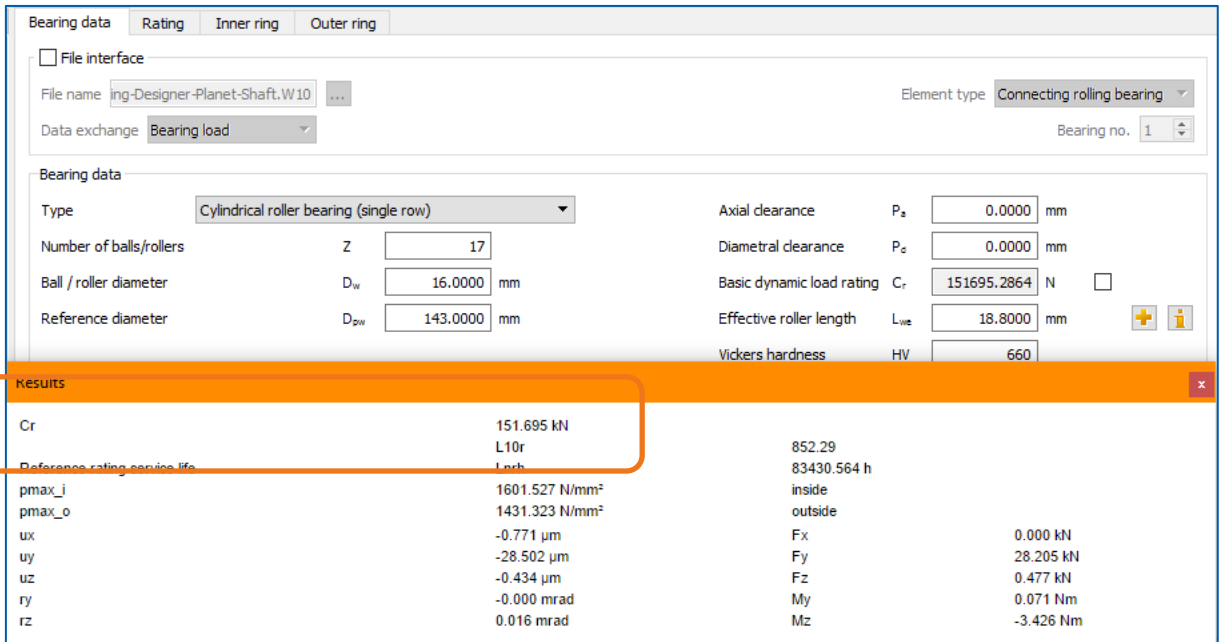 Bearing data Rating Inner ring Outer ring
File interface
File name ing-Designer-Planet-Shaft.W10 ... Element type Connecting rolling bearing
Data exchange Bearing load Bearing no. 1
Bearing data
Type Cylindrical roller bearing (single row) Axial clearance Pa 0.0000 mm
Number of balls/rollers Z 17 Diametral clearance Pd 0.0000 mm
Ball / roller diameter Dw 16.0000 mm Basic dynamic load rating Cr 151695.2864 N
Reference diameter Dpw 143.0000 mm Effective roller length Lwe 18.8000 mm
Vickers hardness HV 660
Results x
Cr 151.695 kN
L10r 852.29
Reference rating service life Lnrh 83430.564 h
pmax_i 1601.527 N/mm² inside
pmax_o 1431.323 N/mm² outside
ux -0.771 µm Fx 0.000 kN
uy -28.502 µm Fy 28.205 kN
uz -0.434 µm Fz 0.477 kN
ry -0.000 mrad My 0.071 Nm
rz 0.016 mrad Mz -3.426 Nm